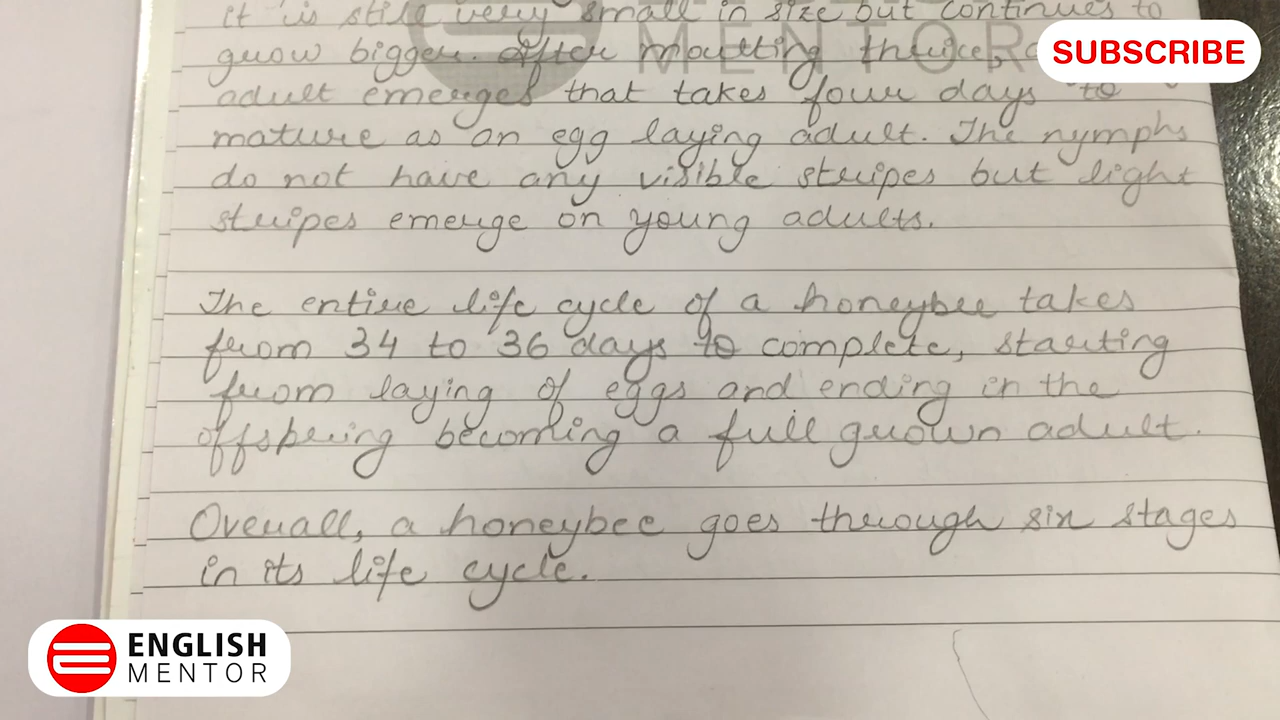 it is still very small in size but continues to
grow bigger. After moulting thrice,
adult emerges that takes four days to
mature as an egg laying adult. The nymphs
do not have any visible stripes but light
stripes emerge on young adults.
The entire life cycle of a honeybee takes
from 34 to 36 days to complete, starting
from laying of eggs and ending in the
offspring becoming a full grown adult.
Overall, a honeybee goes through six stages
in its life cycle.
MENTOR
SUBSCRIBE
ENGLISH
MENTOR